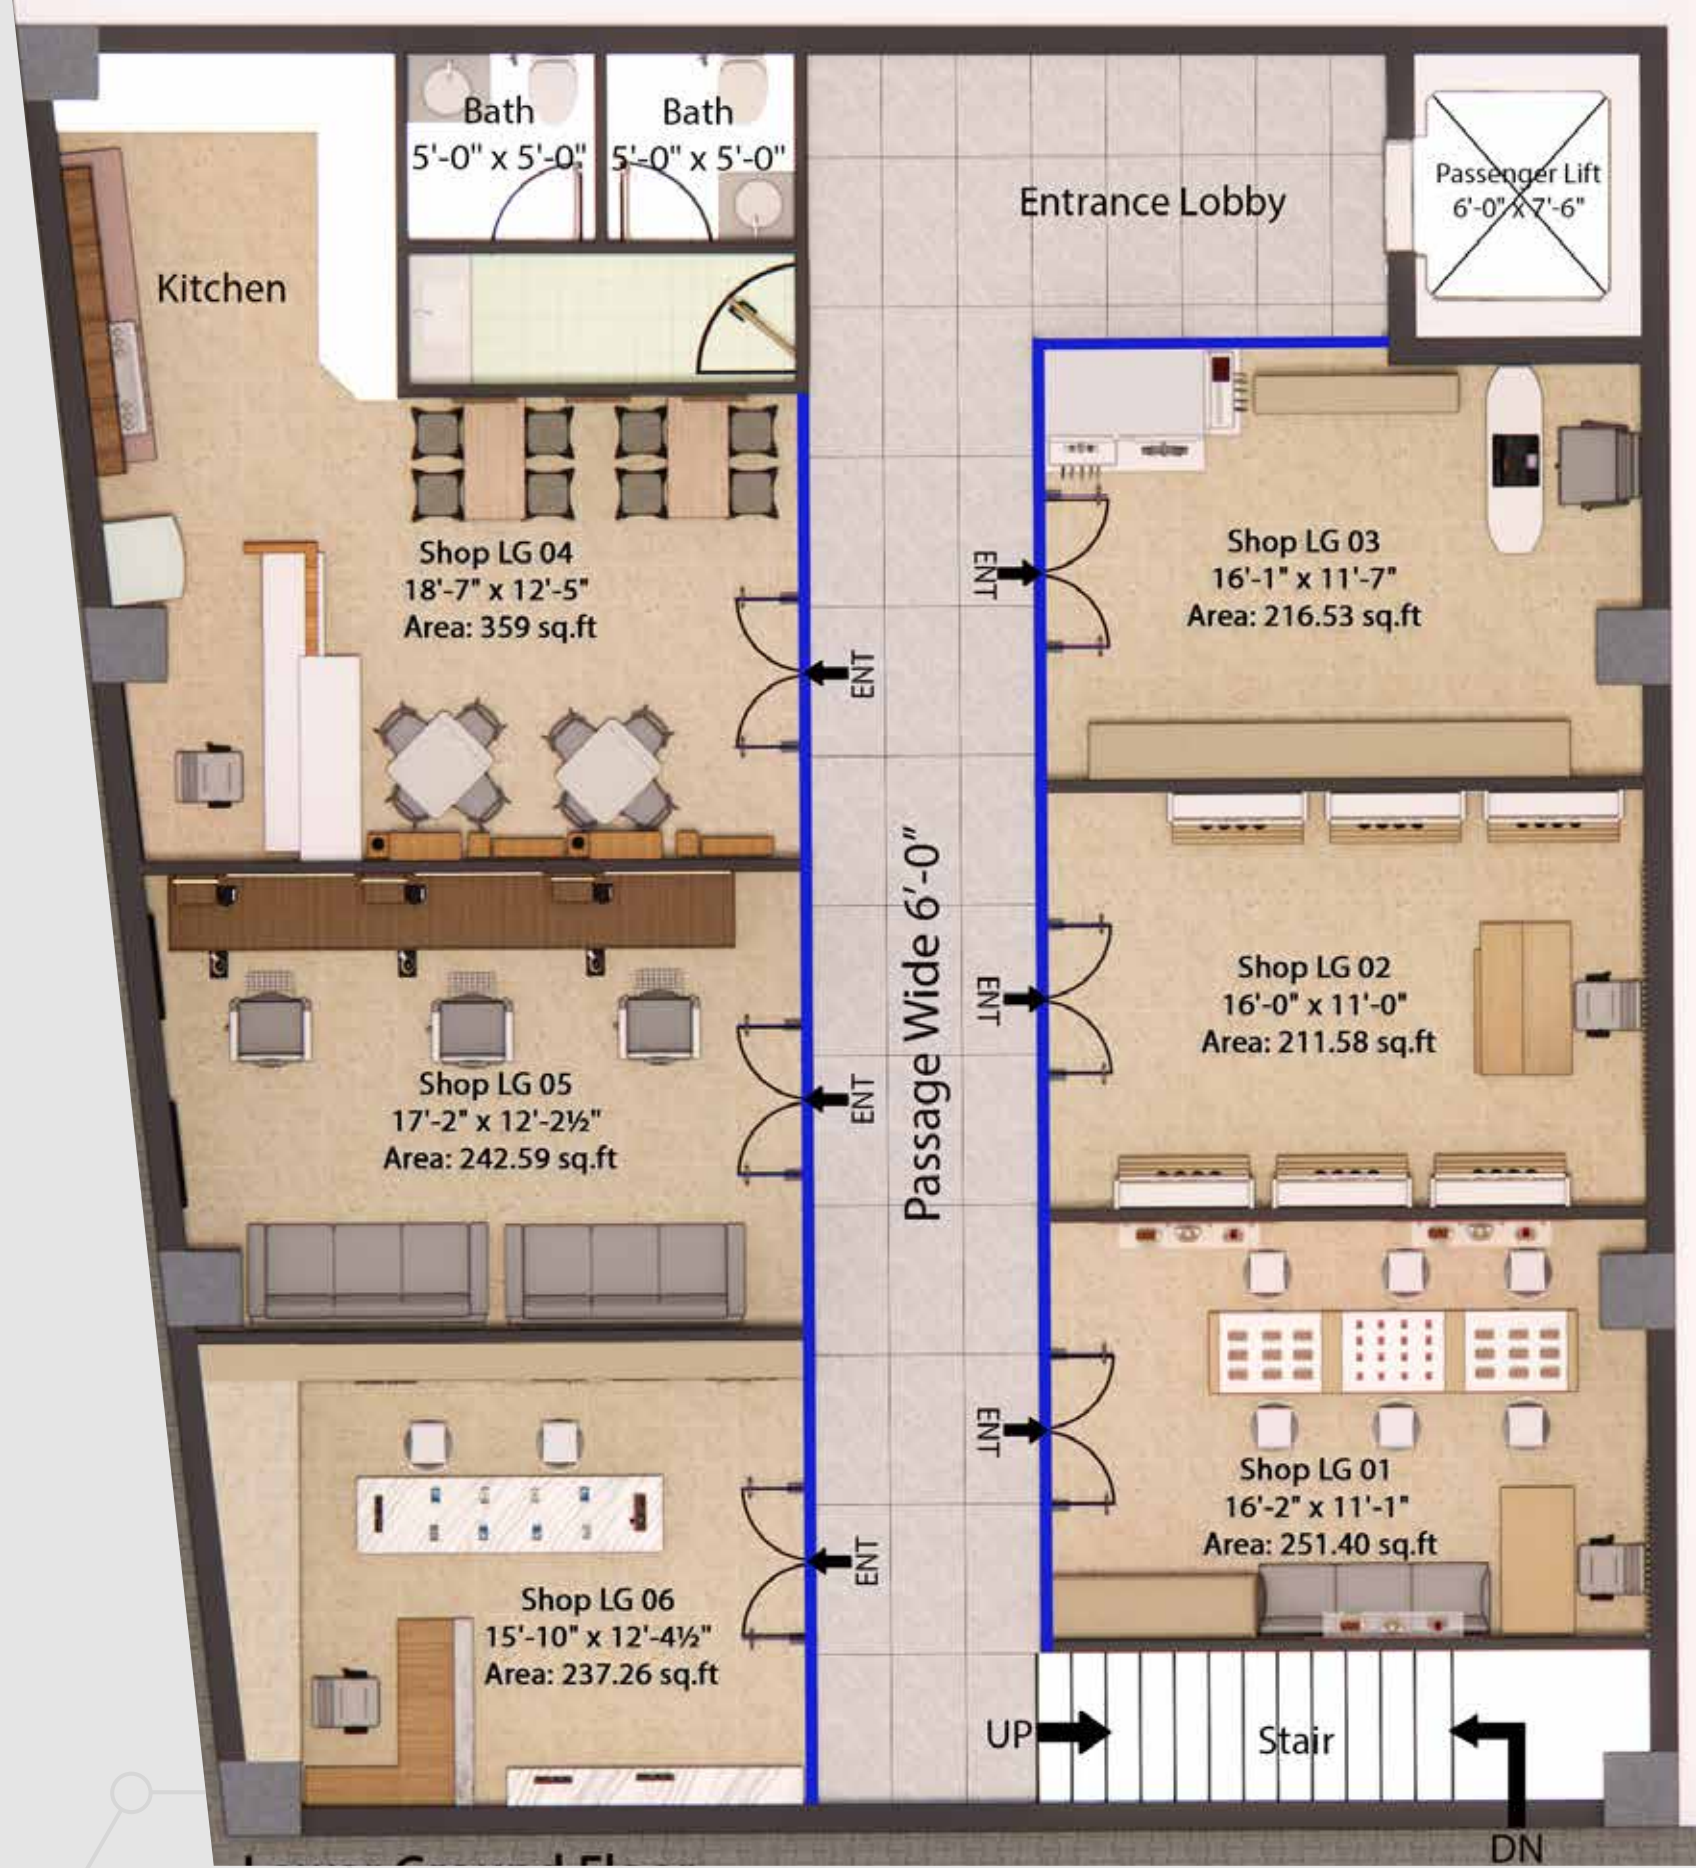 Bath
5'-0" x 5'-0"
Bath
5'-0" x 5'-0"
Entrance Lobby
Passenger Lift
6'-0" x 7'-6"
Kitchen
Shop LG 04
18'-7" x 12'-5"
Area: 359 sq.ft
ENT
ENT
Shop LG 03
16'-1" x 11'-7"
Area: 216.53 sq.ft
Passage Wide 6'-0"
Shop LG 05
17'-2" x 12'-2½"
Area: 242.59 sq.ft
ENT
ENT
Shop LG 02
16'-0" x 11'-0"
Area: 211.58 sq.ft
Shop LG 06
15'-10" x 12'-4½"
Area: 237.26 sq.ft
ENT
ENT
Shop LG 01
16'-2" x 11'-1"
Area: 251.40 sq.ft
UP
Stair
DN
Lower Ground Floor